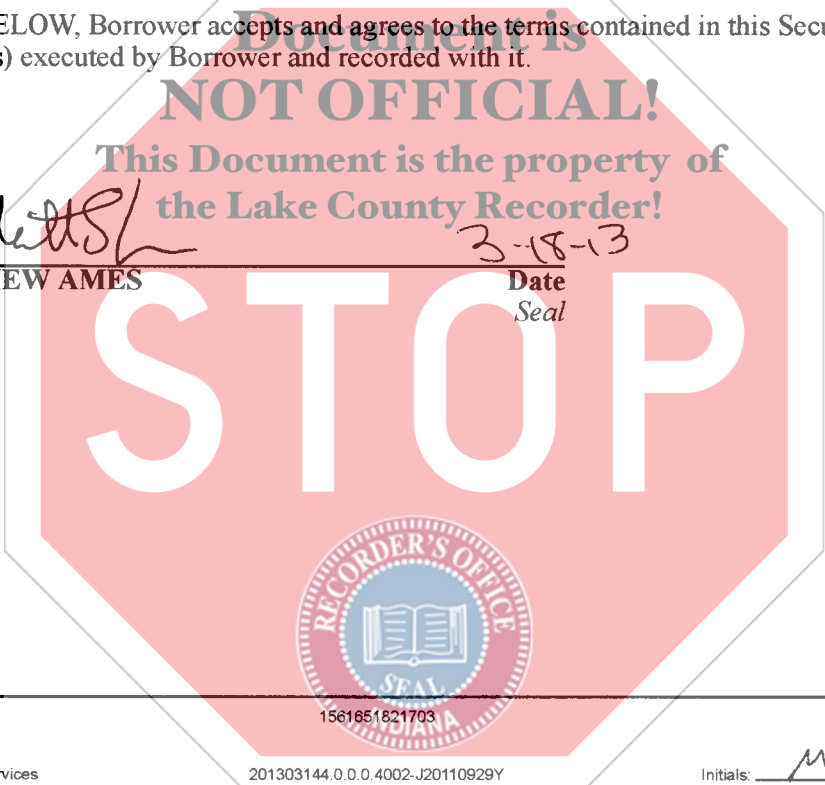 ELOW, Borrower accepts and agrees to the terms contained in this Secu
s) executed by Borrower and recorded with it.
Document is
NOT OFFICIAL!
This Document is the property of
the Lake County Recorder!
3-18-13
EW AMES
Date
Seal
STOP
RECORDER'S OFFICE
SEAL
INDIANA
1561651821703
vices
201303144.0.0.0.4002-J20110929Y
Initials: